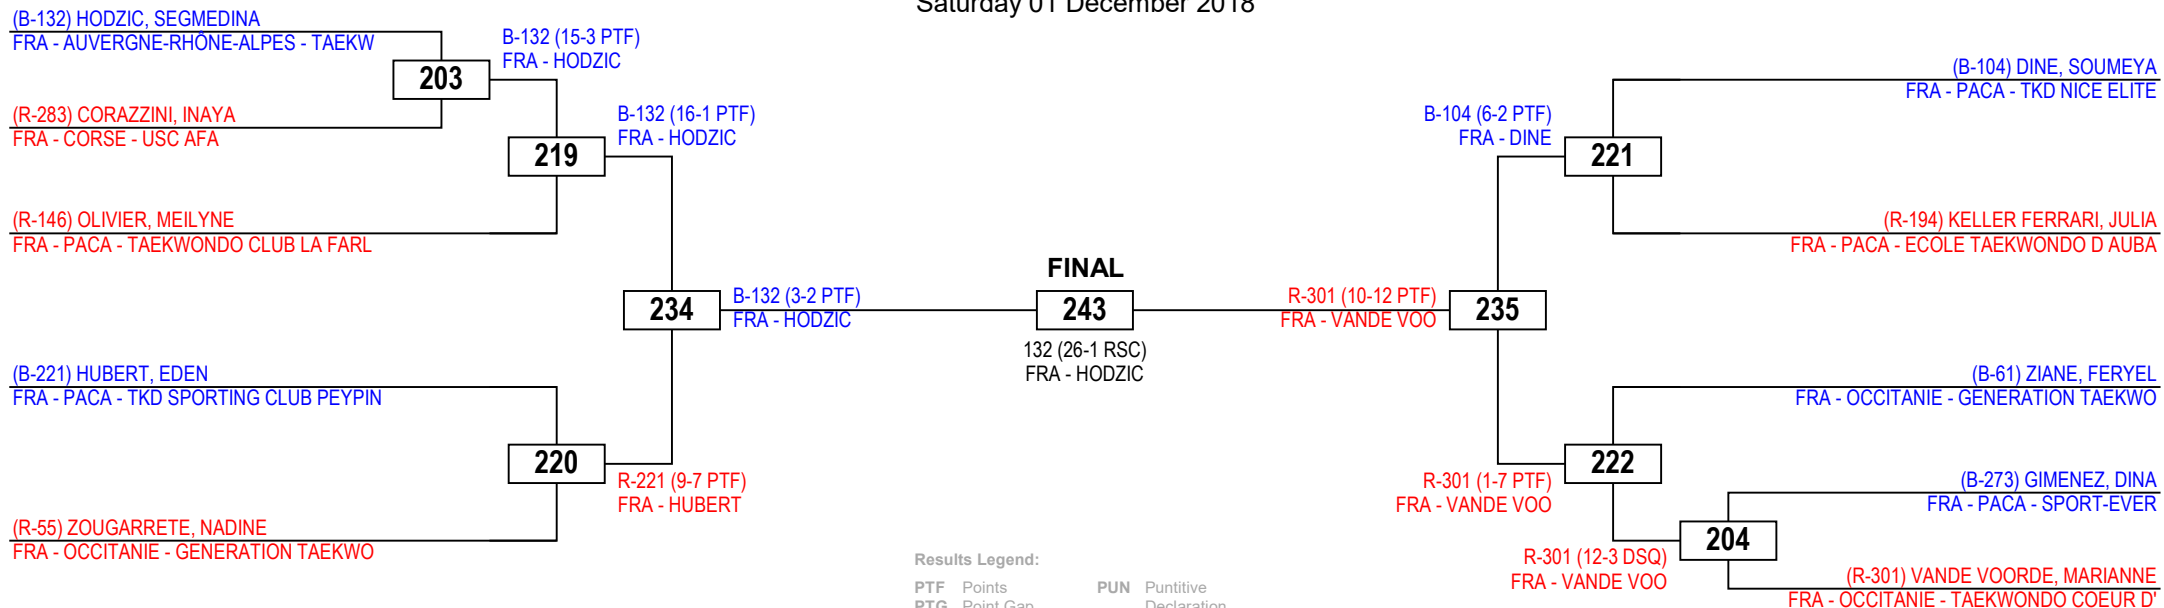 Saturday 01 December 2018
(B-132) HODZIC, SEGMEDINA
FRA - AUVERGNE-RHÔNE-ALPES - TAEKW
B-132 (15-3 PTF)
FRA - HODZIC
203
(R-283) CORAZZINI, INAYA
FRA - CORSE - USC AFA
B-132 (16-1 PTF)
FRA - HODZIC
219
(R-146) OLIVIER, MEILYNE
FRA - PACA - TAEKWONDO CLUB LA FARL
234
B-132 (3-2 PTF)
FRA - HODZIC
(B-221) HUBERT, EDEN
FRA - PACA - TKD SPORTING CLUB PEYPIN
220
R-221 (9-7 PTF)
FRA - HUBERT
(R-55) ZOUGARRETE, NADINE
FRA - OCCITANIE - GENERATION TAEKWO
FINAL
243
132 (26-1 RSC)
FRA - HODZIC
(B-104) DINE, SOUMEYA
FRA - PACA - TKD NICE ELITE
B-104 (6-2 PTF)
FRA - DINE
221
(R-194) KELLER FERRARI, JULIA
FRA - PACA - ECOLE TAEKWONDO D AUBA
R-301 (10-12 PTF)
FRA - VANDE VOO
235
(B-61) ZIANE, FERYEL
FRA - OCCITANIE - GENERATION TAEKWO
222
R-301 (1-7 PTF)
FRA - VANDE VOO
(B-273) GIMENEZ, DINA
FRA - PACA - SPORT-EVER
204
R-301 (12-3 DSQ)
FRA - VANDE VOO
(R-301) VANDE VOORDE, MARIANNE
FRA - OCCITANIE - TAEKWONDO COEUR D'
Results Legend:
PTF Points
PUN Puntitive
PTG Point Gap
Declaration